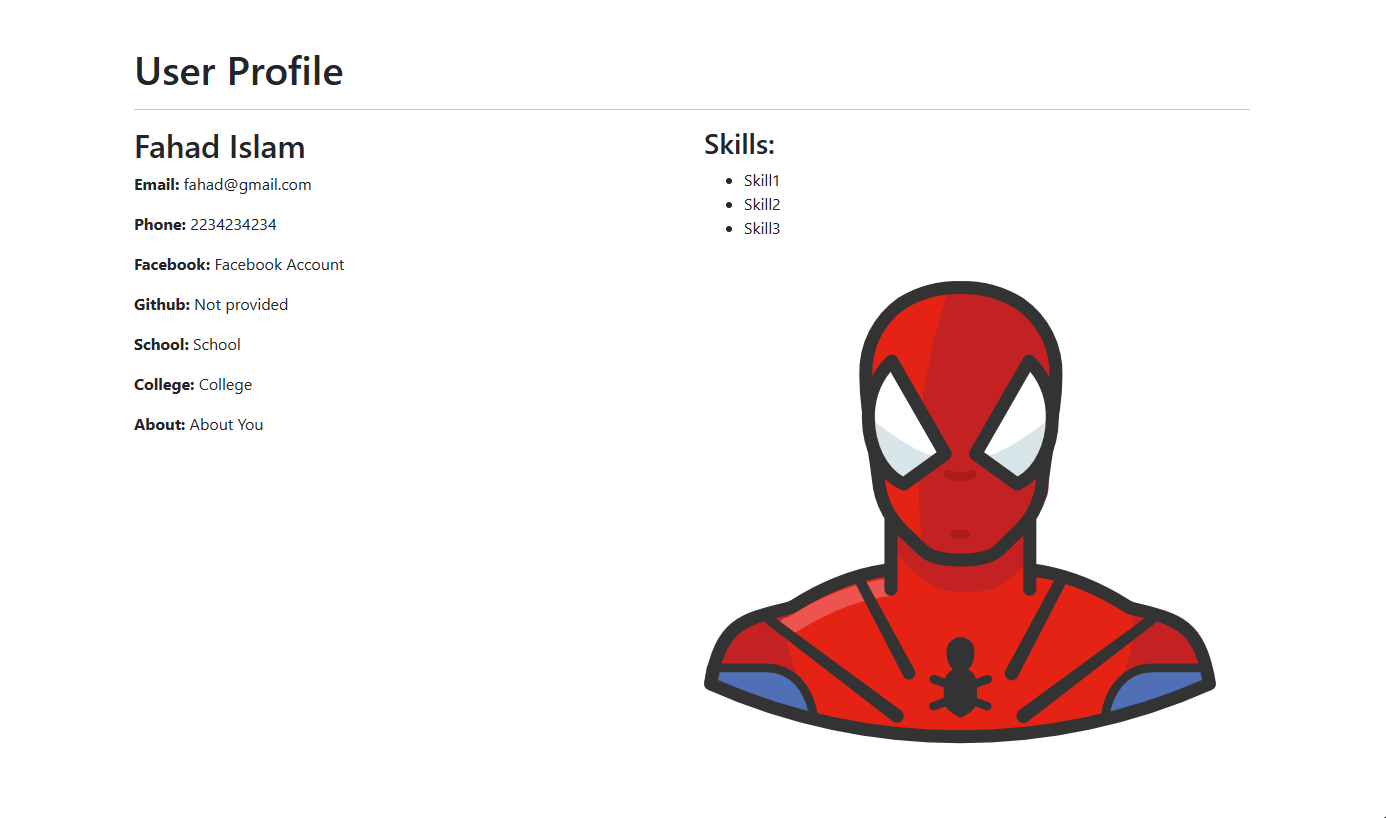 User Profile
Fahad Islam
Email: fahad@gmail.com
Phone: 2234234234
Facebook: Facebook Account
Github: Not provided
School: School
College: College
About: About You
Skills:
Skill1
Skill2
Skill3